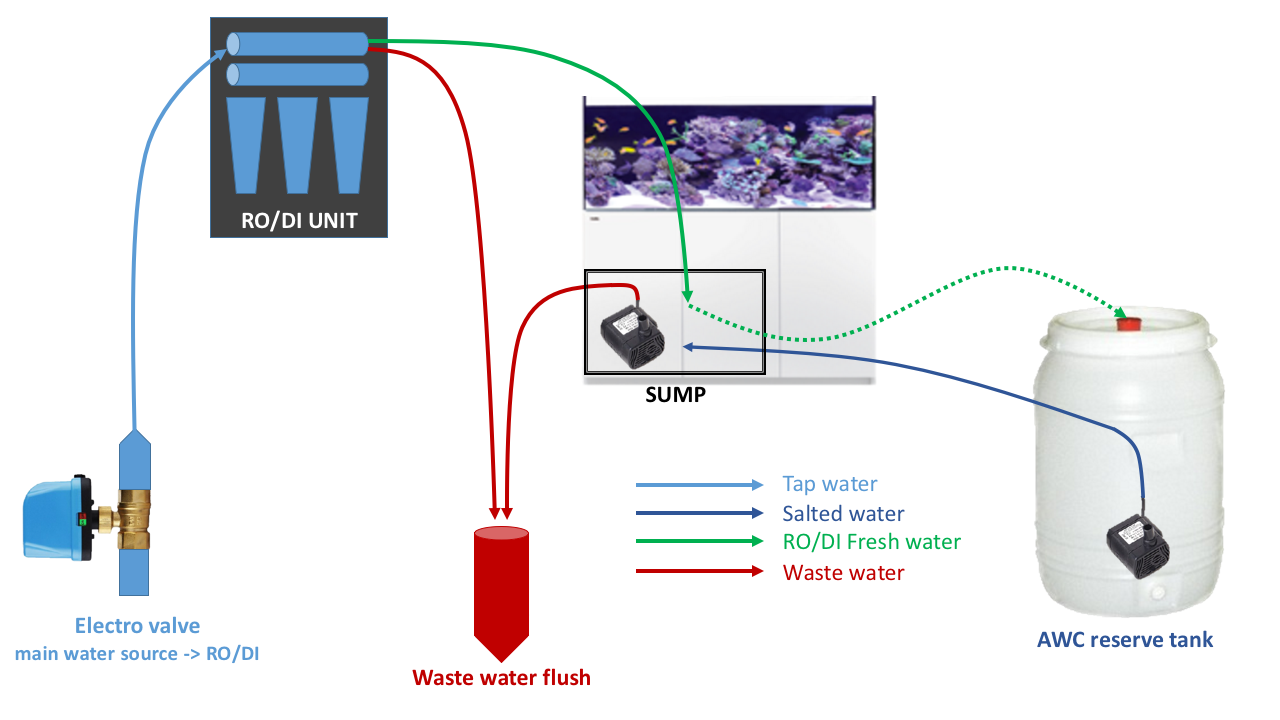 RO/DI UNIT
SUMP
Tap water
Salted water
RO/DI Fresh water
Waste water
Electro valve
main water source -> RO/DI
Waste water flush
AWC reserve tank